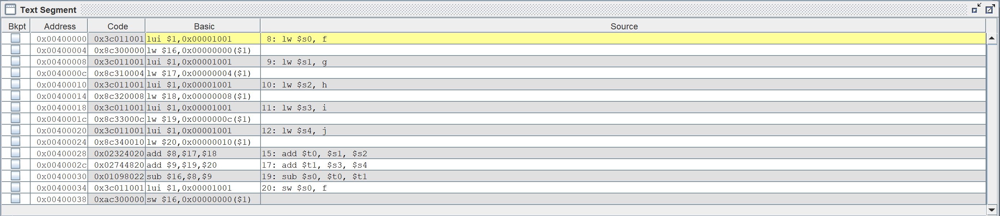 Text Segment
Bkpt Address Code Basic Source
0x00400000 0x3c011001 lui $1,0x00001001 8: lw $s0, f
0x00400004 0x8c300000 lw $16,0x00000000($1)
0x00400008 0x3c011001 lui $1,0x00001001 9: lw $s1, g
0x0040000c 0x8c310004 lw $17,0x00000004($1)
0x00400010 0x3c011001 lui $1,0x00001001 10: lw $s2, h
0x00400014 0x8c320008 lw $18,0x00000008($1)
0x00400018 0x3c011001 lui $1,0x00001001 11: lw $s3, i
0x0040001c 0x8c33000c lw $19,0x0000000c($1)
0x00400020 0x3c011001 lui $1,0x00001001 12: lw $s4, j
0x00400024 0x8c340010 lw $20,0x00000010($1)
0x00400028 0x02324020 add $8,$17,$18 15: add $t0, $s1, $s2
0x0040002c 0x02744820 add $9,$19,$20 17: add $t1, $s3, $s4
0x00400030 0x01098022 sub $16,$8,$9 19: sub $s0, $t0, $t1
0x00400034 0x3c011001 lui $1,0x00001001 20: sw $s0, f
0x00400038 0xac300000 sw $16,0x00000000($1)